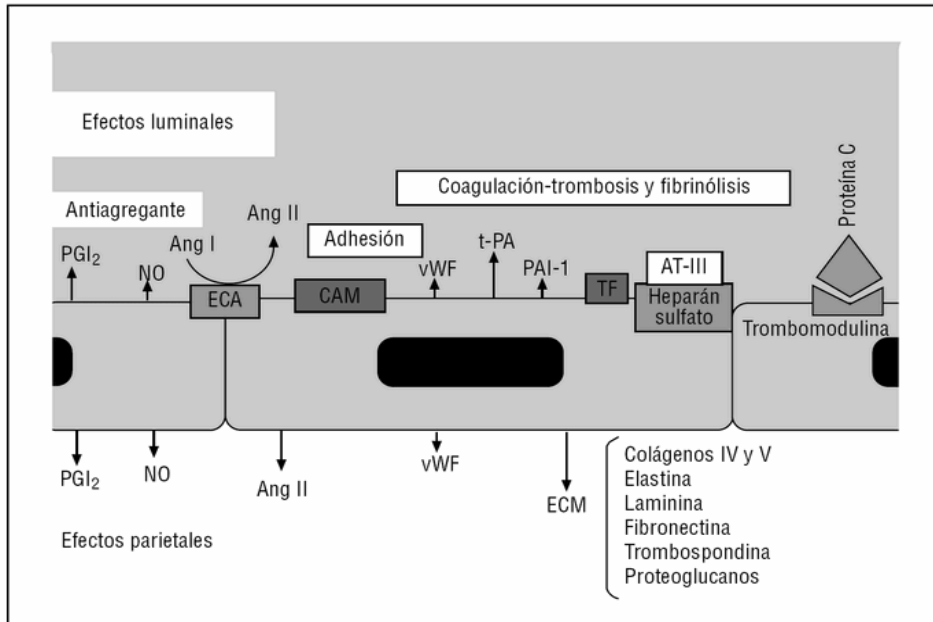 Efectos luminales
Coagulación-trombosis y fibrinólisis
Proteína C
Antiagregante
Ang I
Ang II
Adhesión
t-PA
PGI₂
NO
vWF
PAI-1
AT-III
ECA
CAM
TF
Heparán
sulfato
Trombomodulina
PGI₂
NO
Ang II
vWF
ECM
Colágenos IV y V
Elastina
Laminina
Fibronectina
Trombospondina
Proteoglucanos
Efectos parietales